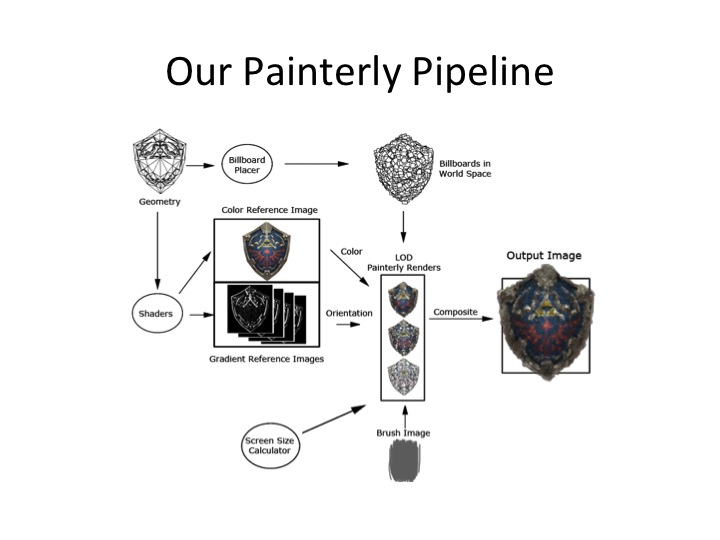 Our Painterly Pipeline
Billboard
Placer
Billboards in
World Space
Geometry
Color Reference Image
Color
LOD
Painterly Renders
Output Image
Shaders
Orientation
Composite
Gradient Reference Images
Screen Size
Calculator
Brush Image